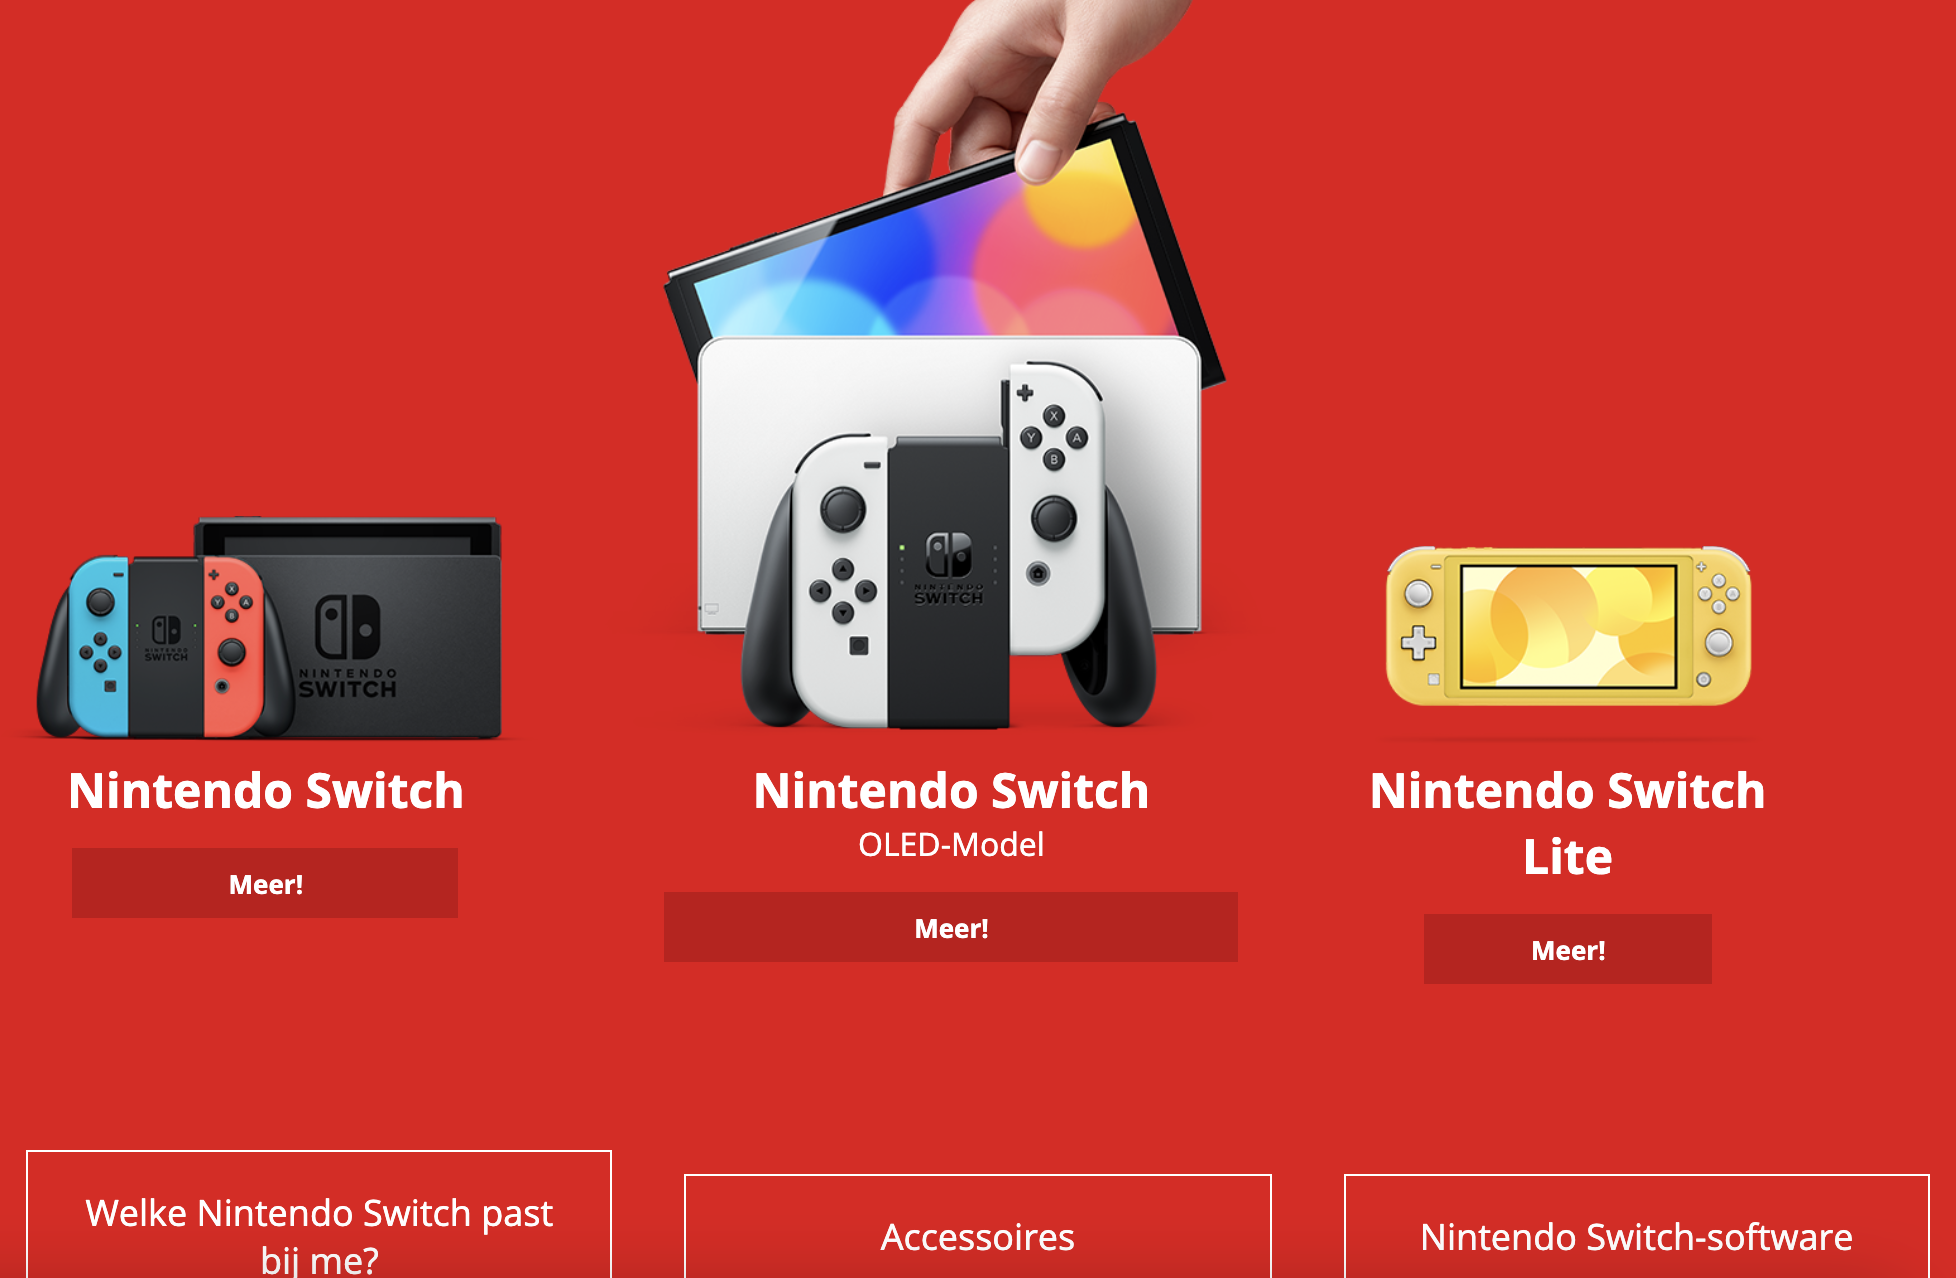 X
Y A
B
NINTENDO
SWITCH
X
Y A
B
NINTENDO
SWITCH
NINTENDO
SWITCH
Nintendo Switch
Meer!
Nintendo Switch
OLED-Model
Meer!
Nintendo Switch
Lite
Meer!
Welke Nintendo Switch past
bij me?
Accessoires
Nintendo Switch-software